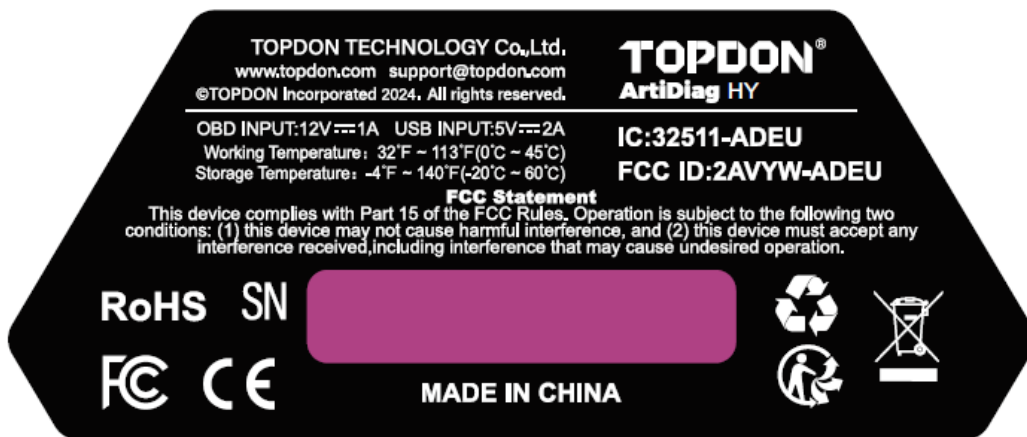 TOPDON TECHNOLOGY Co.,Ltd.
www.topdon.com support@topdon.com
©TOPDON Incorporated 2024. All rights reserved.
TOPDON®
ArtiDiag HY
OBD INPUT:12V⎓1A USB INPUT:5V⎓2A
Working Temperature: 32°F ~ 113°F(0°C ~ 45°C)
Storage Temperature: -4°F ~ 140°F(-20°C ~ 60°C)
IC:32511-ADEU
FCC ID:2AVYW-ADEU
FCC Statement
This device complies with Part 15 of the FCC Rules. Operation is subject to the following two
conditions: (1) this device may not cause harmful interference, and (2) this device must accept any
interference received,including interference that may cause undesired operation.
RoHS SN
FC CE
MADE IN CHINA